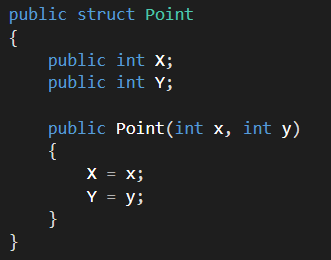 public struct Point
{
    public int X;
    public int Y;

    public Point(int x, int y)
    {
        X = x;
        Y = y;
    }
}